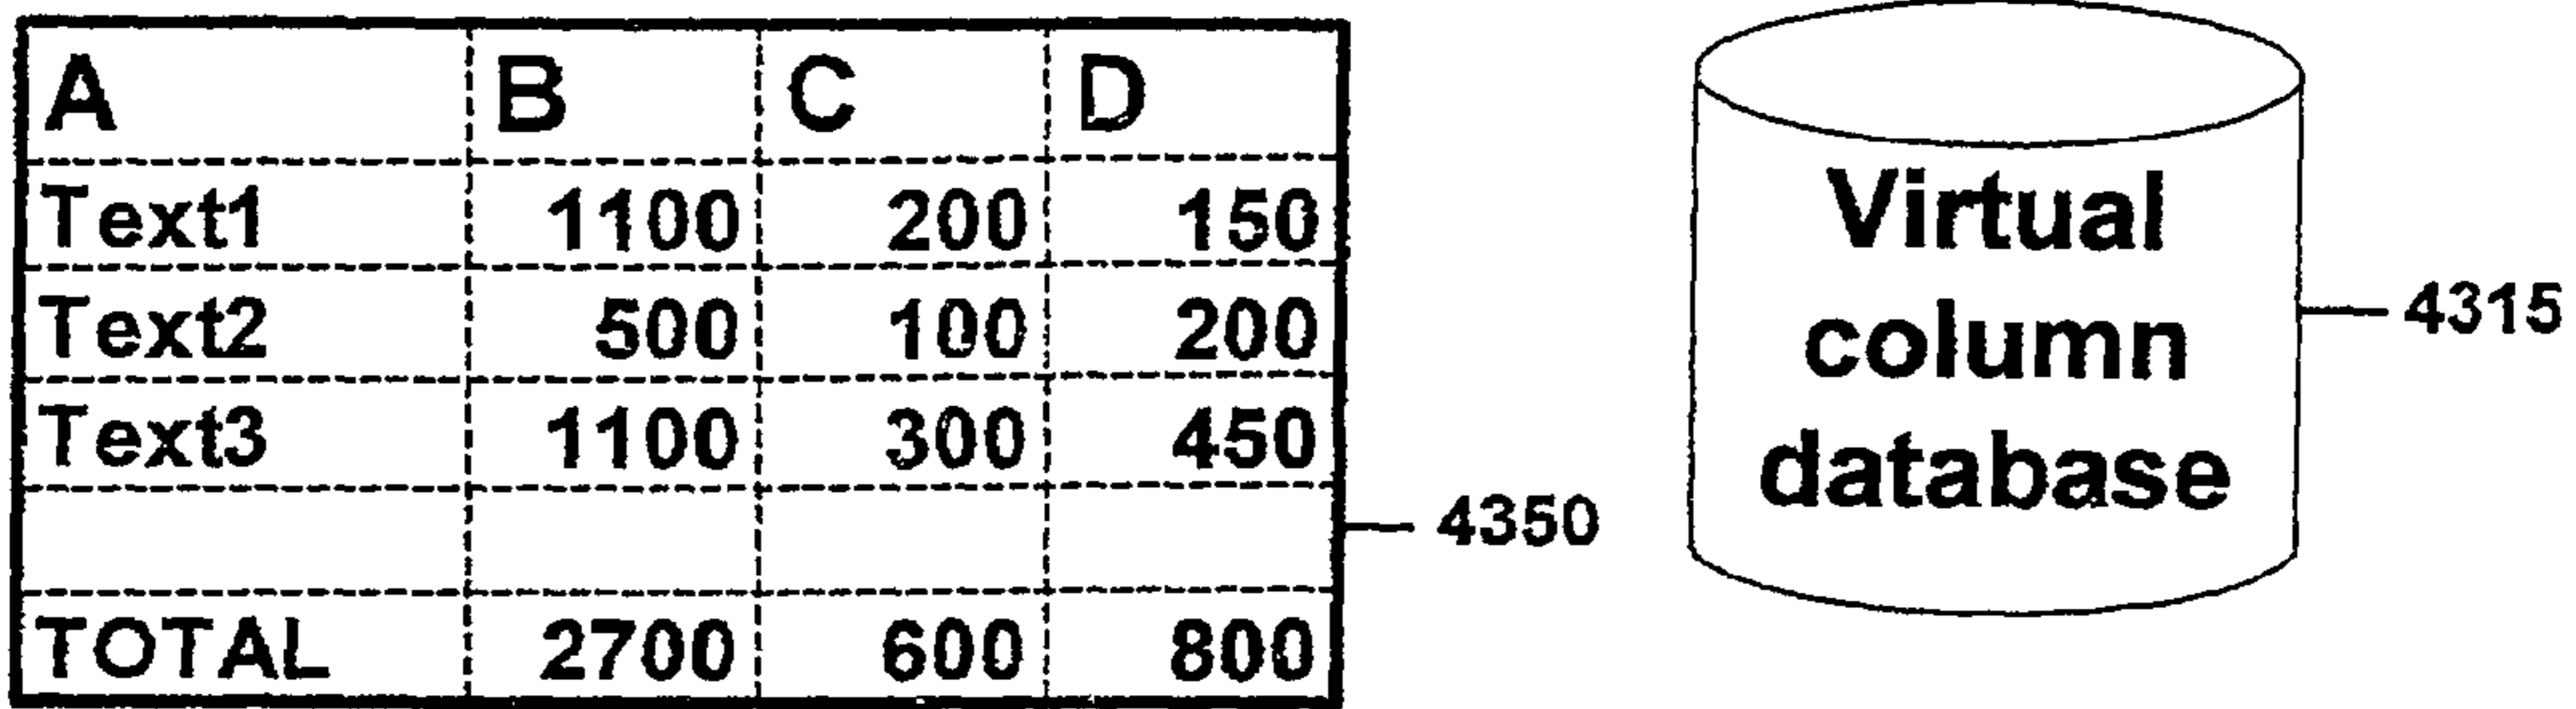 A B C D
Text1 1100 200 150
Text2 500 100 200
Text3 1100 300 450
TOTAL 2700 600 800
4350
Virtual
column
database
4315